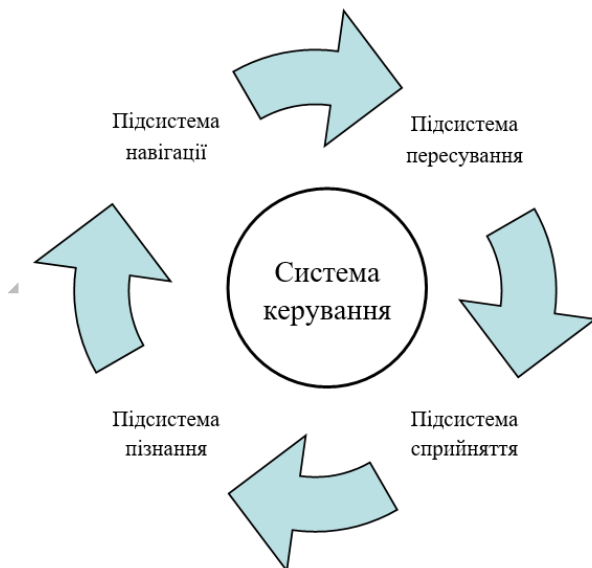 Підсистема
навігації
Підсистема
пересування
Система
керування
Підсистема
пізнання
Підсистема
сприйняття